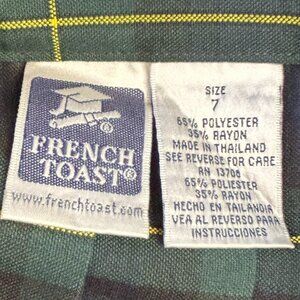 FRENCH
TOAST®
www.frenchtoast.com
SIZE
7
65% POLYESTER
35% RAYON
MADE IN THAILAND
SEE REVERSE FOR CARE
RN 13706
65% POLIESTER
35% RAYON
HECHO EN TAILANDIA
VEA AL REVERSO PARA
INSTRUCCIONES